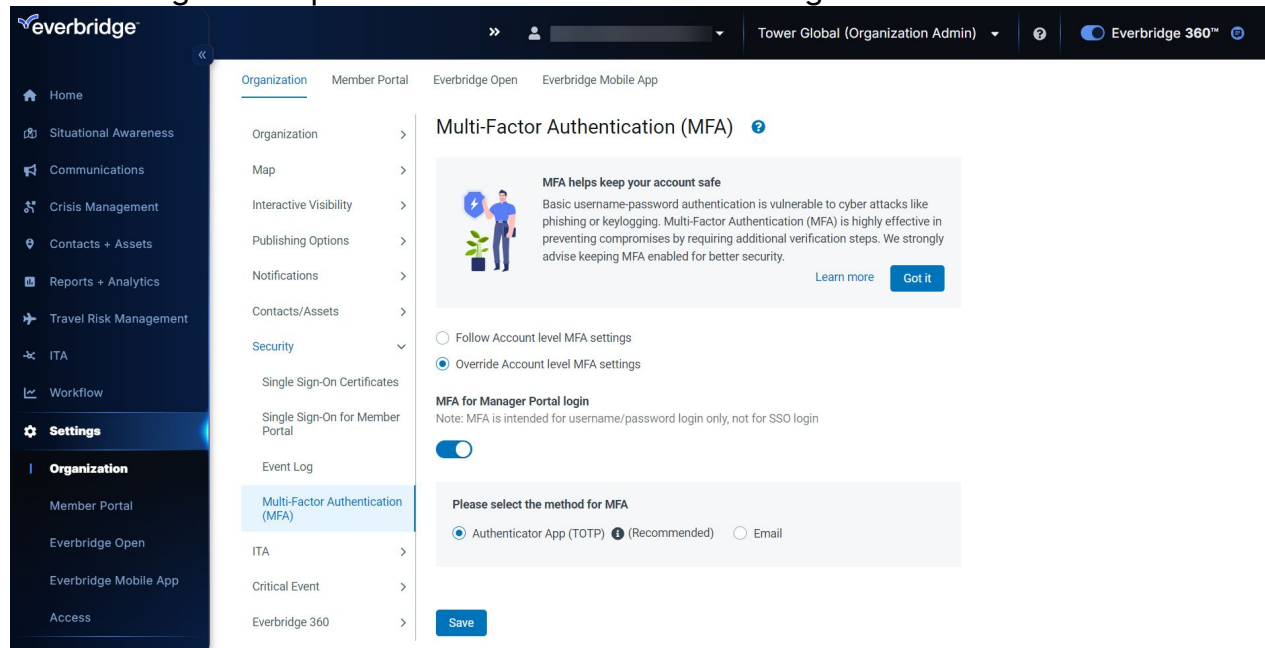 everbridge
Tower Global (Organization Admin)
Everbridge 360™
Home
Situational Awareness
Communications
Crisis Management
Contacts + Assets
Reports + Analytics
Travel Risk Management
ITA
Workflow
Settings
Organization
Member Portal
Everbridge Open
Everbridge Mobile App
Access
Organization Member Portal Everbridge Open Everbridge Mobile App
Organization
Map
Interactive Visibility
Publishing Options
Notifications
Contacts/Assets
Security
Single Sign-On Certificates
Single Sign-On for Member
Portal
Event Log
Multi-Factor Authentication
(MFA)
ITA
Critical Event
Everbridge 360
Multi-Factor Authentication (MFA)
MFA helps keep your account safe
Basic username-password authentication is vulnerable to cyber attacks like
phishing or keylogging. Multi-Factor Authentication (MFA) is highly effective in
preventing compromises by requiring additional verification steps. We strongly
advise keeping MFA enabled for better security.
Learn more Got it
Follow Account level MFA settings
Override Account level MFA settings
MFA for Manager Portal login
Note: MFA is intended for username/password login only, not for SSO login
Please select the method for MFA
Authenticator App (TOTP) (Recommended) Email
Save